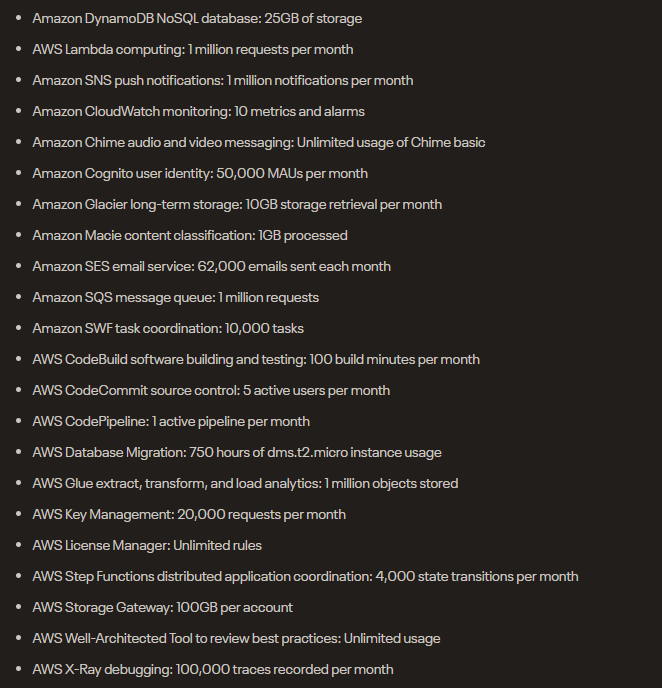 Amazon DynamoDB NoSQL database: 25GB of storage
AWS Lambda computing: 1 million requests per month
Amazon SNS push notifications: 1 million notifications per month
Amazon CloudWatch monitoring: 10 metrics and alarms
Amazon Chime audio and video messaging: Unlimited usage of Chime basic
Amazon Cognito user identity: 50,000 MAUs per month
Amazon Glacier long-term storage: 10GB storage retrieval per month
Amazon Macie content classification: 1GB processed
Amazon SES email service: 62,000 emails sent each month
Amazon SQS message queue: 1 million requests
Amazon SWF task coordination: 10,000 tasks
AWS CodeBuild software building and testing: 100 build minutes per month
AWS CodeCommit source control: 5 active users per month
AWS CodePipeline: 1 active pipeline per month
AWS Database Migration: 750 hours of dms.t2.micro instance usage
AWS Glue extract, transform, and load analytics: 1 million objects stored
AWS Key Management: 20,000 requests per month
AWS License Manager: Unlimited rules
AWS Step Functions distributed application coordination: 4,000 state transitions per month
AWS Storage Gateway: 100GB per account
AWS Well-Architected Tool to review best practices: Unlimited usage
AWS X-Ray debugging: 100,000 traces recorded per month